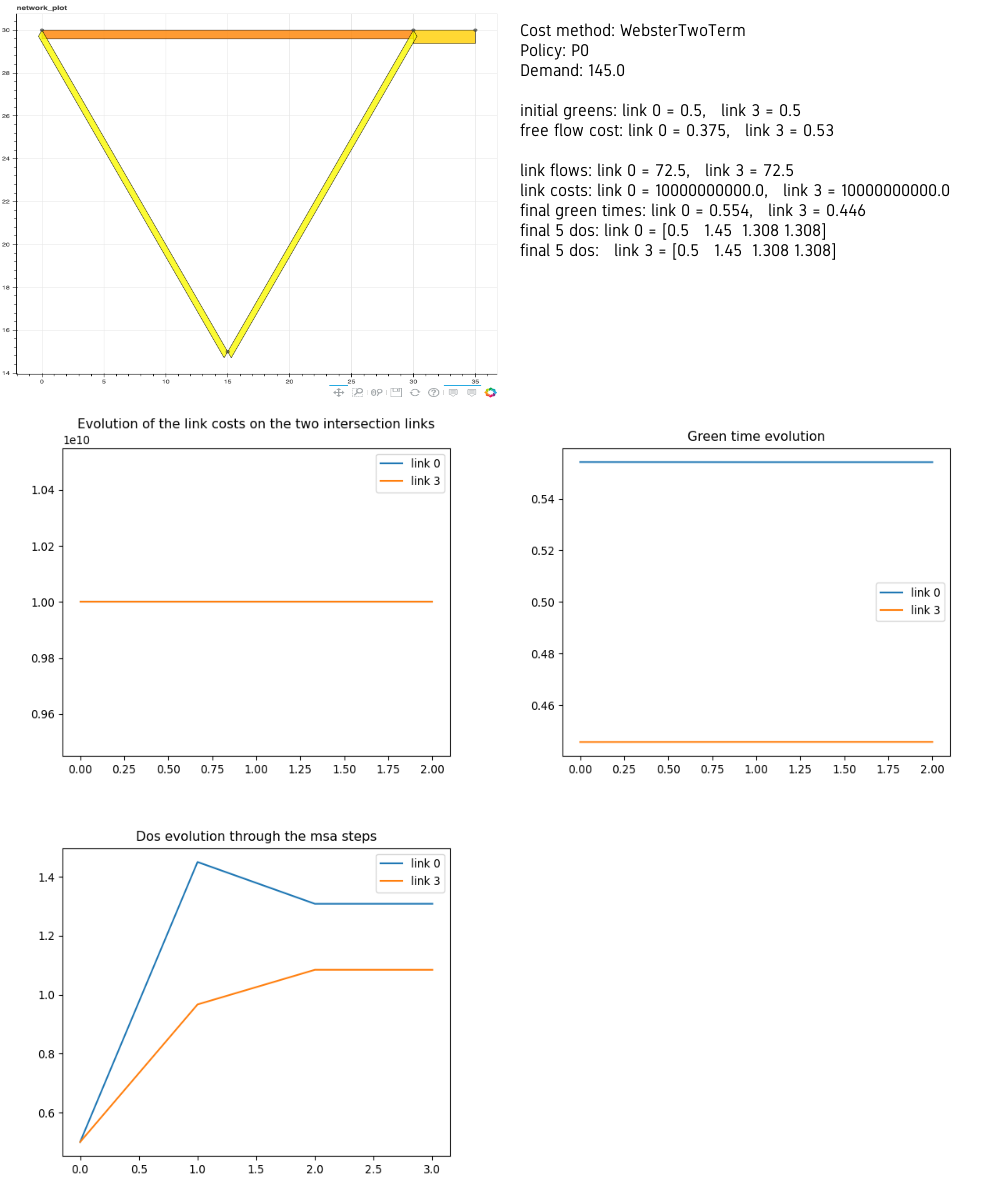 network_plot
30
28
26
24
22
20
18
16
14
0 5 10 15 20 25 30 35
Cost method: WebsterTwoTerm
Policy: P0
Demand: 145.0
initial greens: link 0 = 0.5, link 3 = 0.5
free flow cost: link 0 = 0.375, link 3 = 0.53
link flows: link 0 = 72.5, link 3 = 72.5
link costs: link 0 = 10000000000.0, link 3 = 10000000000.0
final green times: link 0 = 0.554, link 3 = 0.446
final 5 dos: link 0 = [0.5 1.45 1.308 1.308]
final 5 dos: link 3 = [0.5 1.45 1.308 1.308]
Evolution of the link costs on the two intersection links
1e10
link 0
link 3
1.04
1.02
1.00
0.98
0.96
0.00 0.25 0.50 0.75 1.00 1.25 1.50 1.75 2.00
Green time evolution
link 0
link 3
0.54
0.52
0.50
0.48
0.46
0.00 0.25 0.50 0.75 1.00 1.25 1.50 1.75 2.00
Dos evolution through the msa steps
link 0
link 3
1.4
1.2
1.0
0.8
0.6
0.0 0.5 1.0 1.5 2.0 2.5 3.0